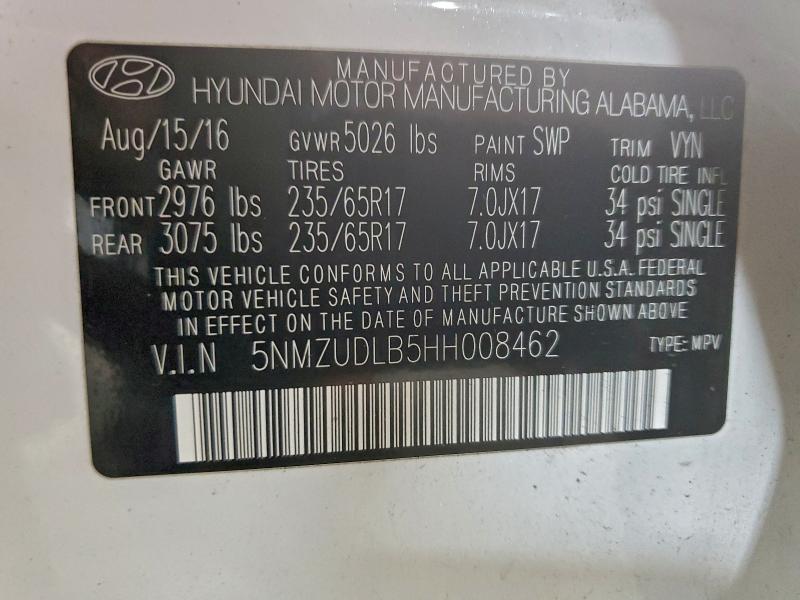 MANUFACTURED BY
HYUNDAI MOTOR MANUFACTURING ALABAMA, LLC
Aug/15/16 GVWR 5026 lbs PAINT SWP TRIM VYN
GAWR TIRES RIMS COLD TIRE INFL
FRONT 2976 lbs 235/65R17 7.0JX17 34 psi SINGLE
REAR 3075 lbs 235/65R17 7.0JX17 34 psi SINGLE
THIS VEHICLE CONFORMS TO ALL APPLICABLE U.S.A. FEDERAL
MOTOR VEHICLE SAFETY AND THEFT PREVENTION STANDARDS
IN EFFECT ON THE DATE OF MANUFACTURE SHOWN ABOVE
V.I.N 5NMZUDLB5HH008462 TYPE: MPV